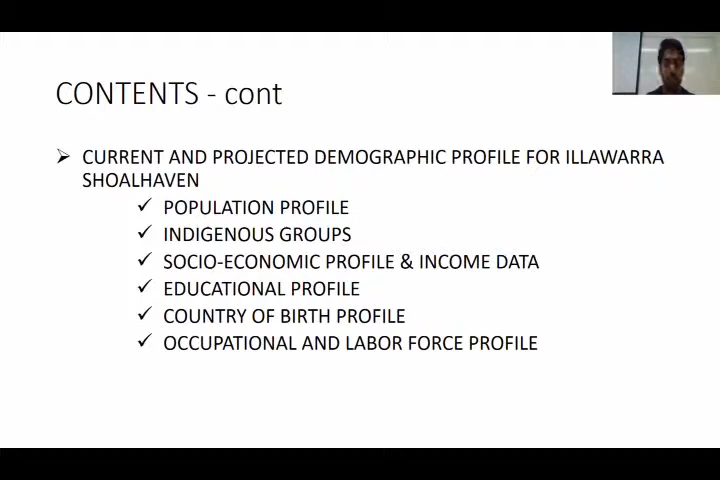 CONTENTS - cont
CURRENT AND PROJECTED DEMOGRAPHIC PROFILE FOR ILLAWARRA
SHOALHAVEN
POPULATION PROFILE
INDIGENOUS GROUPS
SOCIO-ECONOMIC PROFILE & INCOME DATA
EDUCATIONAL PROFILE
COUNTRY OF BIRTH PROFILE
OCCUPATIONAL AND LABOR FORCE PROFILE